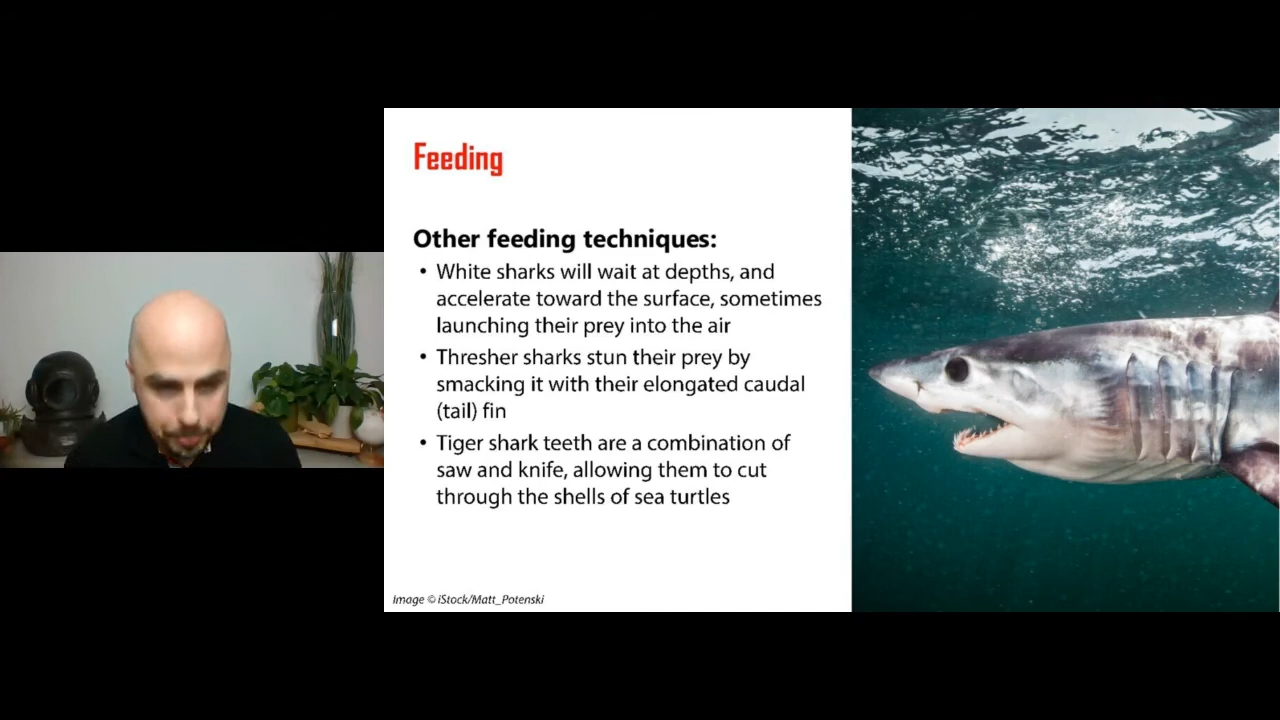 Feeding
Other feeding techniques:
• White sharks will wait at depths, and
accelerate toward the surface, sometimes
launching their prey into the air
• Thresher sharks stun their prey by
smacking it with their elongated caudal
(tail) fin
• Tiger shark teeth are a combination of
saw and knife, allowing them to cut
through the shells of sea turtles
Image © iStock/Matt_Potenski